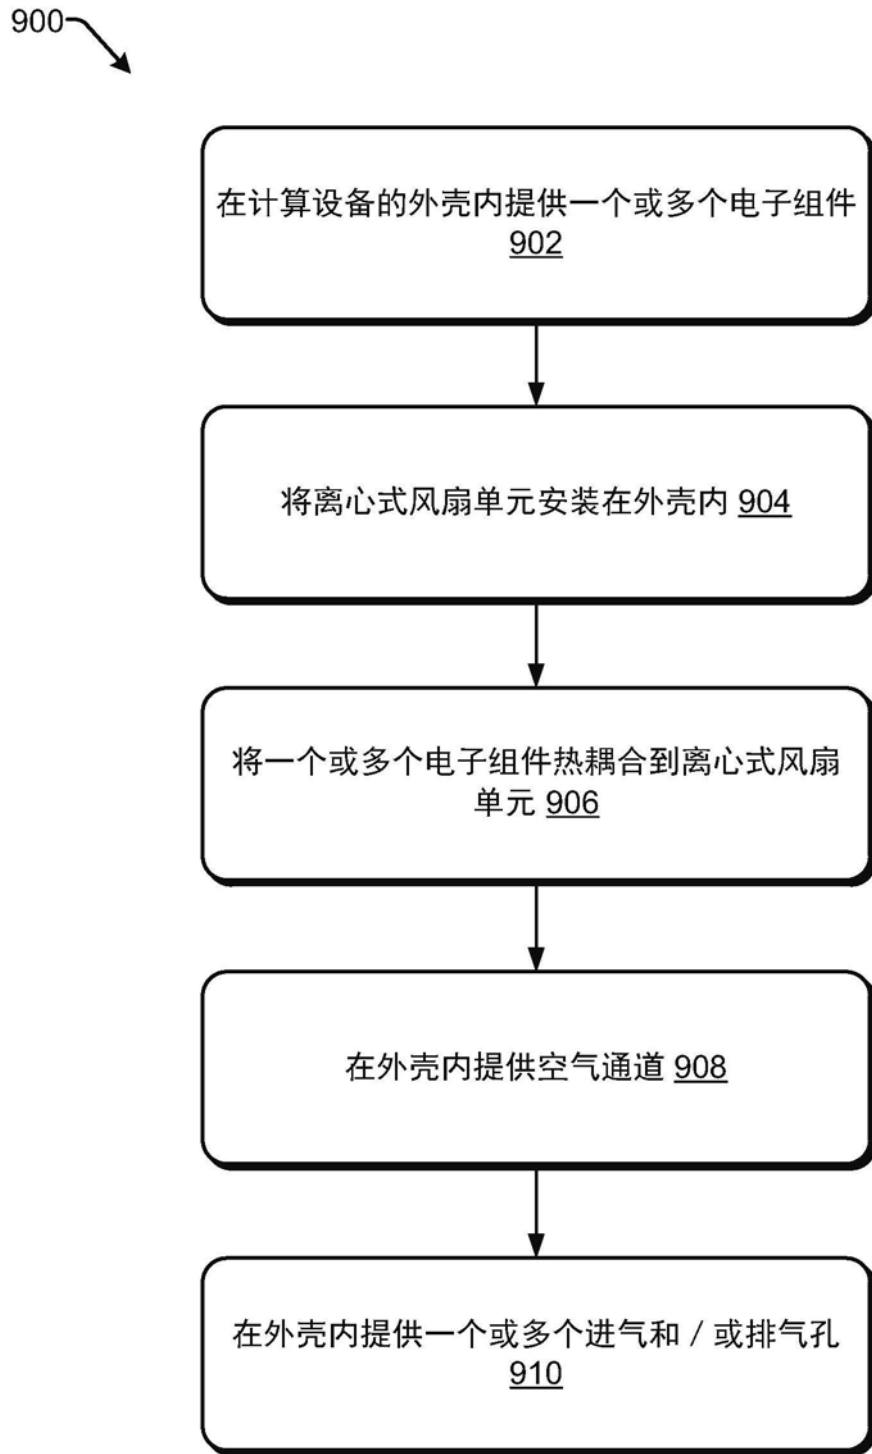 900
在计算设备的外壳内提供一个或多个电子组件
902
将离心式风扇单元安装在外壳内 904
将一个或多个电子组件热耦合到离心式风扇
单元 906
在外壳内提供空气通道 908
在外壳内提供一个或多个进气和 / 或排气孔
910